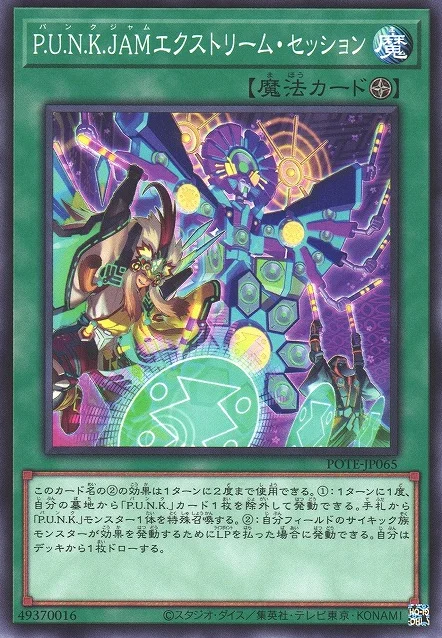 P.U.N.K.JAMエクストリーム・セッション 魔
【魔法カード】
POTE-JP065
このカード名の②の効果は1ターンに2度まで使用できる。①:1ターンに1度、
自分の墓地から「P.U.N.K.」カード1枚を除外して発動できる。手札から
「P.U.N.K.」モンスター1体を特殊召喚する。②:自分フィールドのサイキック族
モンスターが効果を発動するためにLPを払った場合に発動できる。自分は
デッキから1枚ドローする。
49370016 ©スタジオ・ダイス/集英社・テレビ東京・KONAMI